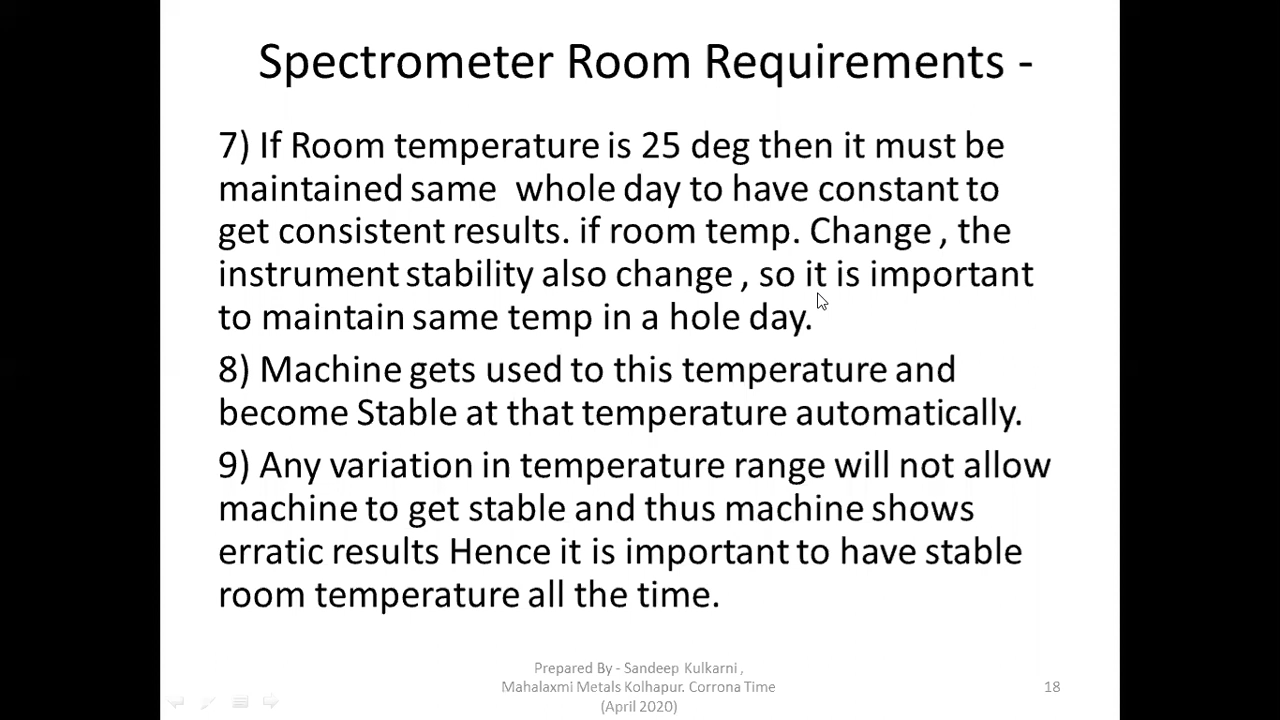 Spectrometer Room Requirements -
7) If Room temperature is 25 deg then it must be
maintained same whole day to have constant to
get consistent results. if room temp. Change , the
instrument stability also change , so it is important
to maintain same temp in a hole day.
8) Machine gets used to this temperature and
become Stable at that temperature automatically.
9) Any variation in temperature range will not allow
machine to get stable and thus machine shows
erratic results Hence it is important to have stable
room temperature all the time.
Prepared By - Sandeep Kulkarni ,
Mahalaxmi Metals Kolhapur. Corrona Time
(April 2020)
18